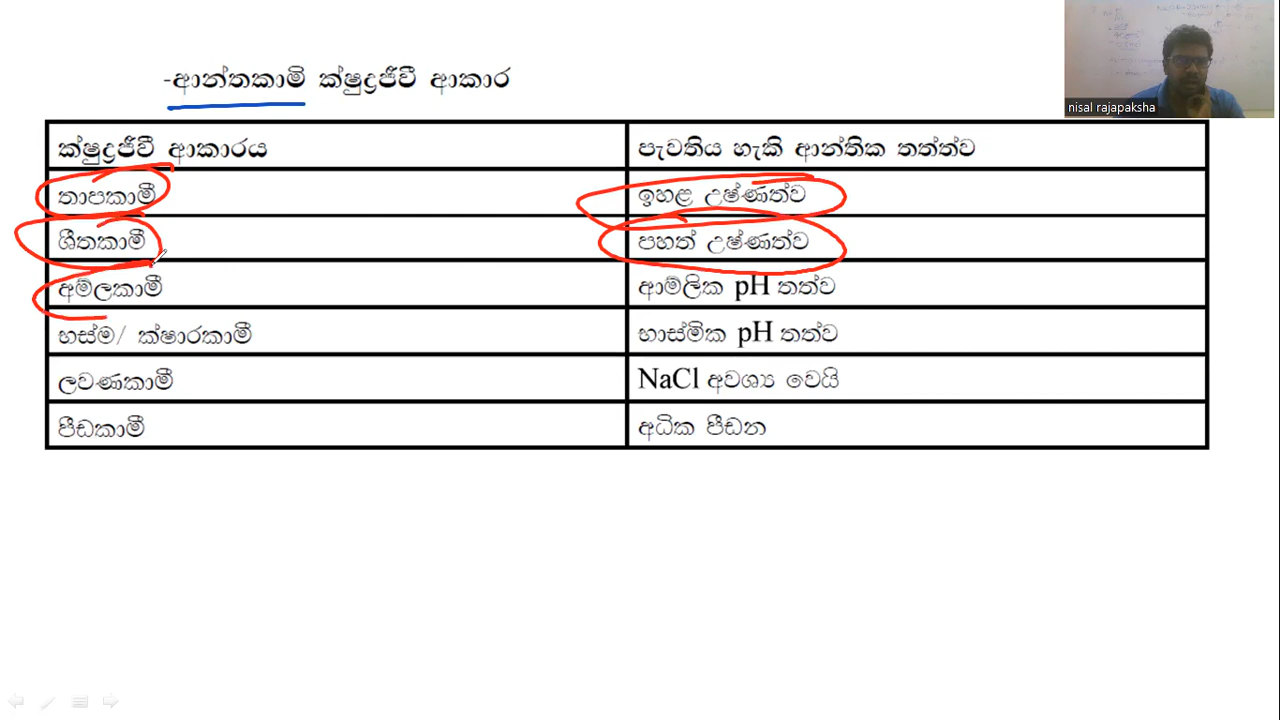 -ආන්තකාමි ක්ෂුද්‍රජීවී ආකාර
nisal rajapaksha
ක්ෂුද්‍රජීවී ආකාරය පැවතිය හැකි ආන්තික තත්ත්ව
තාපකාමී ඉහළ උෂ්ණත්ව
ශීතකාමී පහත් උෂ්ණත්ව
අම්ලකාමී ආම්ලික pH තත්ව
භස්ම/ ක්ෂාරකාමී භාස්මික pH තත්ව
ලවණකාමී NaCl අවශ්‍ය වෙයි
පීඩකාමී අධික පීඩන